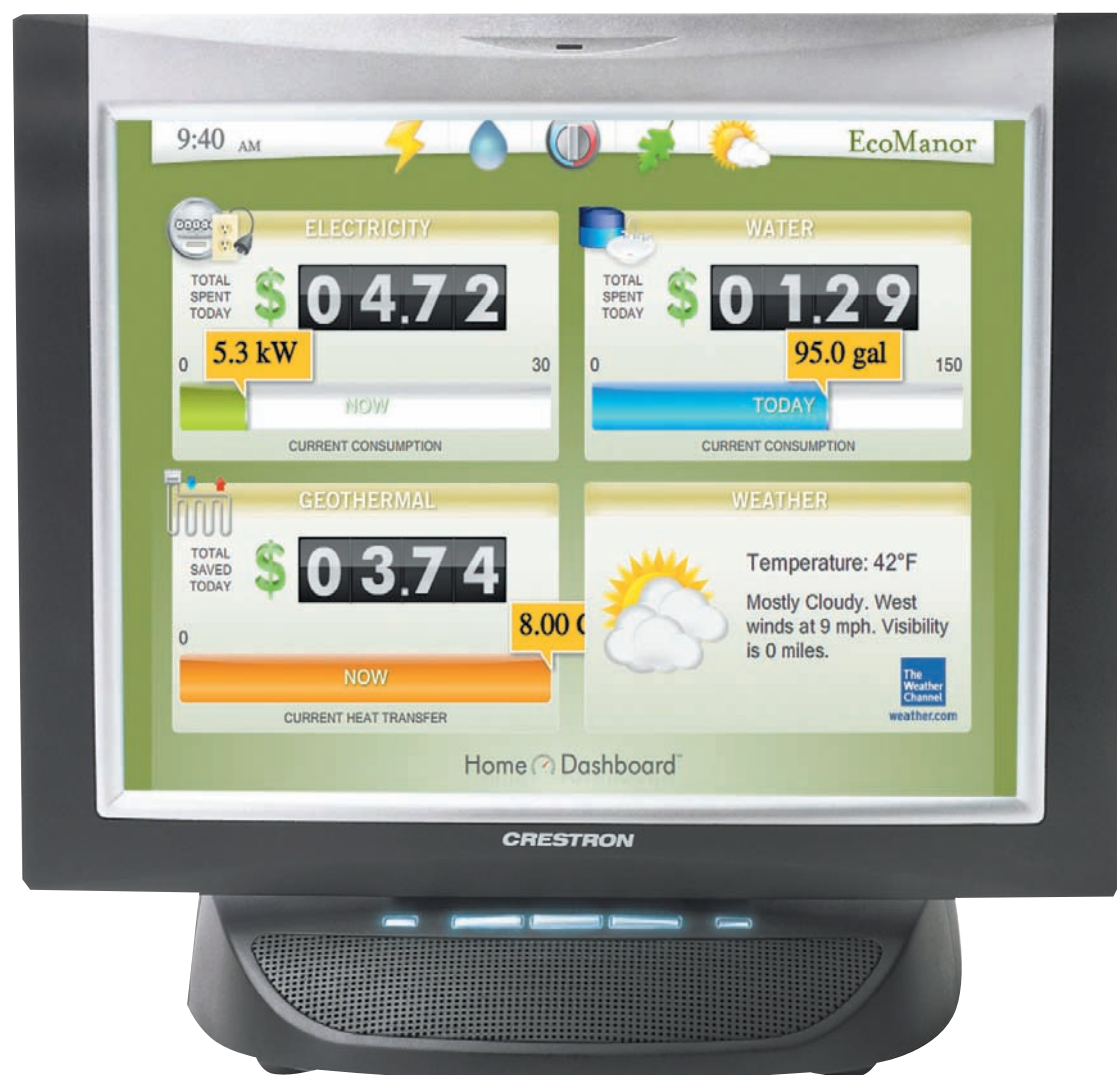 9:40 AM
EcoManor
ELECTRICITY
TOTAL
SPENT
TODAY
$ 04.72
0
5.3 kW
30
NOW
CURRENT CONSUMPTION
WATER
TOTAL
SPENT
TODAY
$ 01.29
0
95.0 gal
150
TODAY
CURRENT CONSUMPTION
GEOTHERMAL
TOTAL
SAVED
TODAY
$ 03.74
0
8.00
NOW
CURRENT HEAT TRANSFER
WEATHER
Temperature: 42°F
Mostly Cloudy. West
winds at 9 mph. Visibility
is 0 miles.
The
Weather
Channel
weather.com
Home Dashboard™
CRESTRON